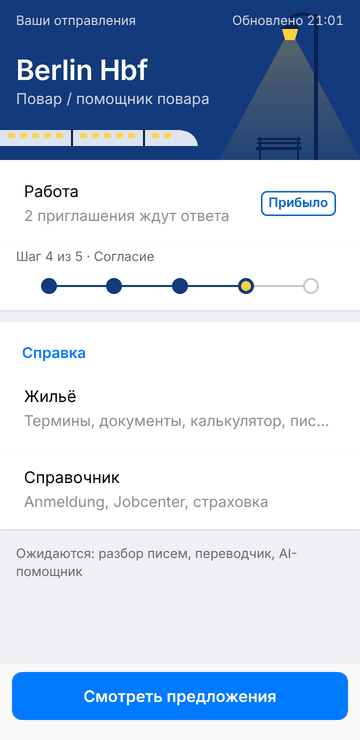 Ваши отправления
Обновлено 21:01
Berlin Hbf
Повар / помощник повара
Работа
2 приглашения ждут ответа
Прибыло
Шаг 4 из 5 · Согласие
Справка
Жильё
Термины, документы, калькулятор, пис...
Справочник
Anmeldung, Jobcenter, страховка
Ожидаются: разбор писем, переводчик, AI-
помощник
Смотреть предложения